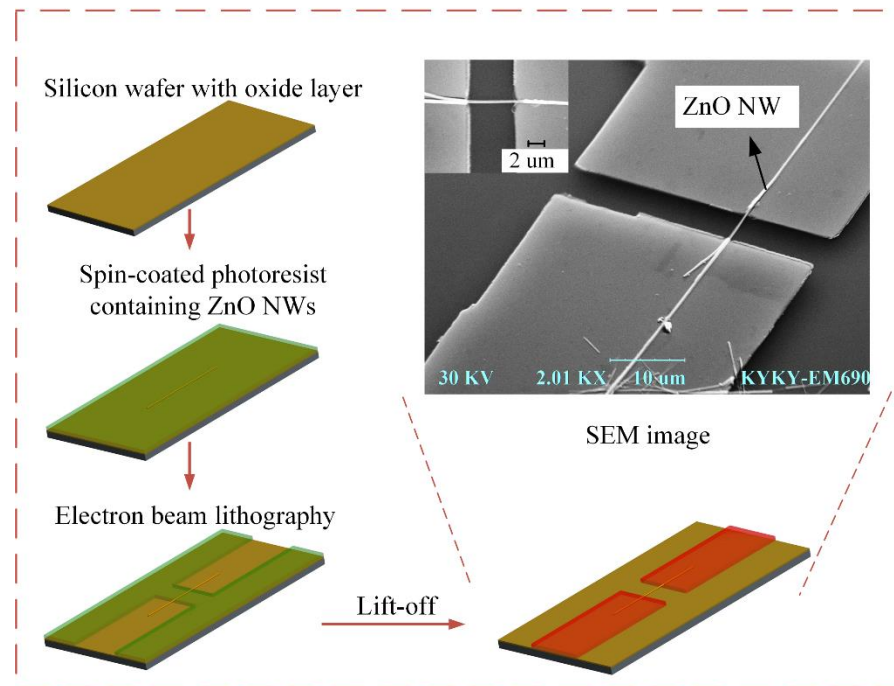 Silicon wafer with oxide layer
Spin-coated photoresist
containing ZnO NWs
Electron beam lithography
Lift-off
2 um
ZnO NW
30 KV 2.01 KX 10 um KYKY-EM690
SEM image